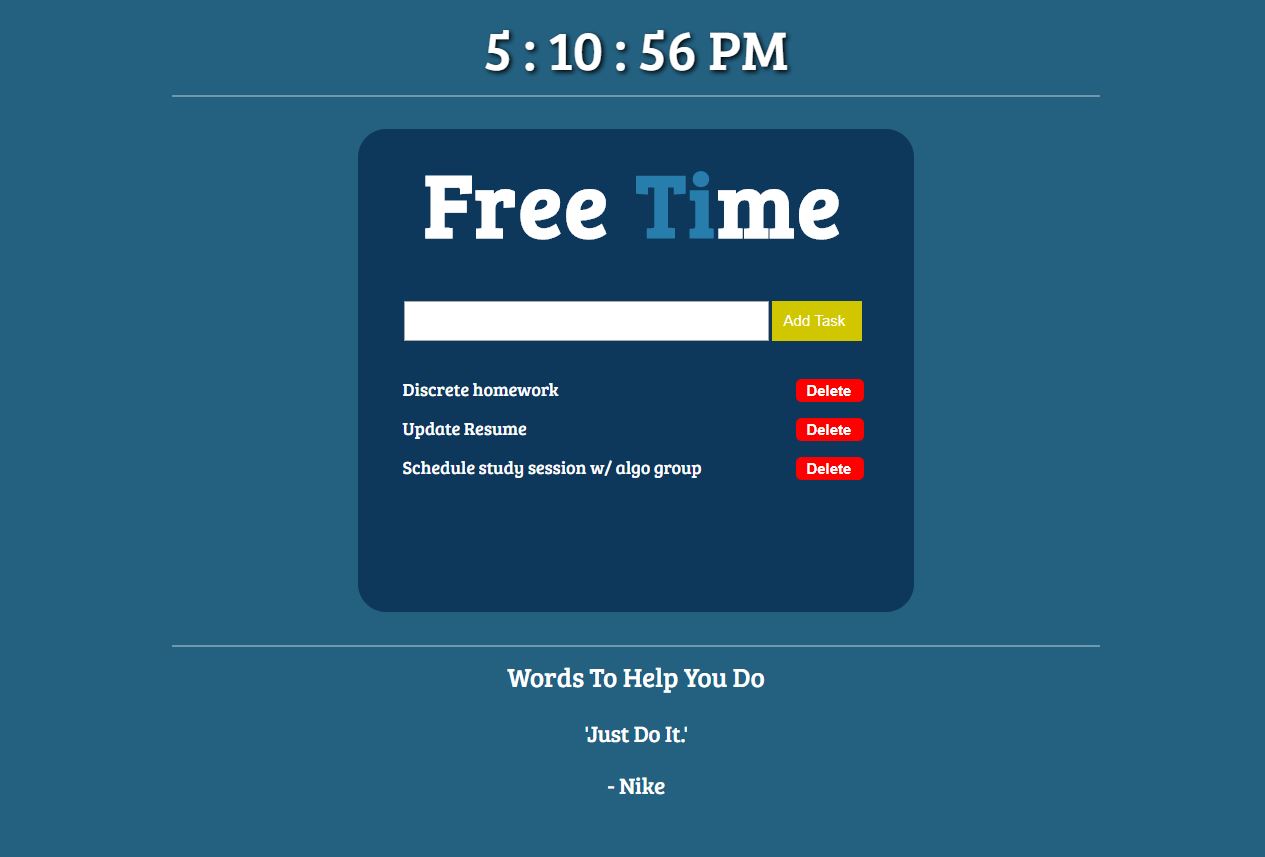 5 : 10 : 56 PM
Free Time
Add Task
Discrete homework Delete
Update Resume Delete
Schedule study session w/ algo group Delete
Words To Help You Do
'Just Do It.'
- Nike